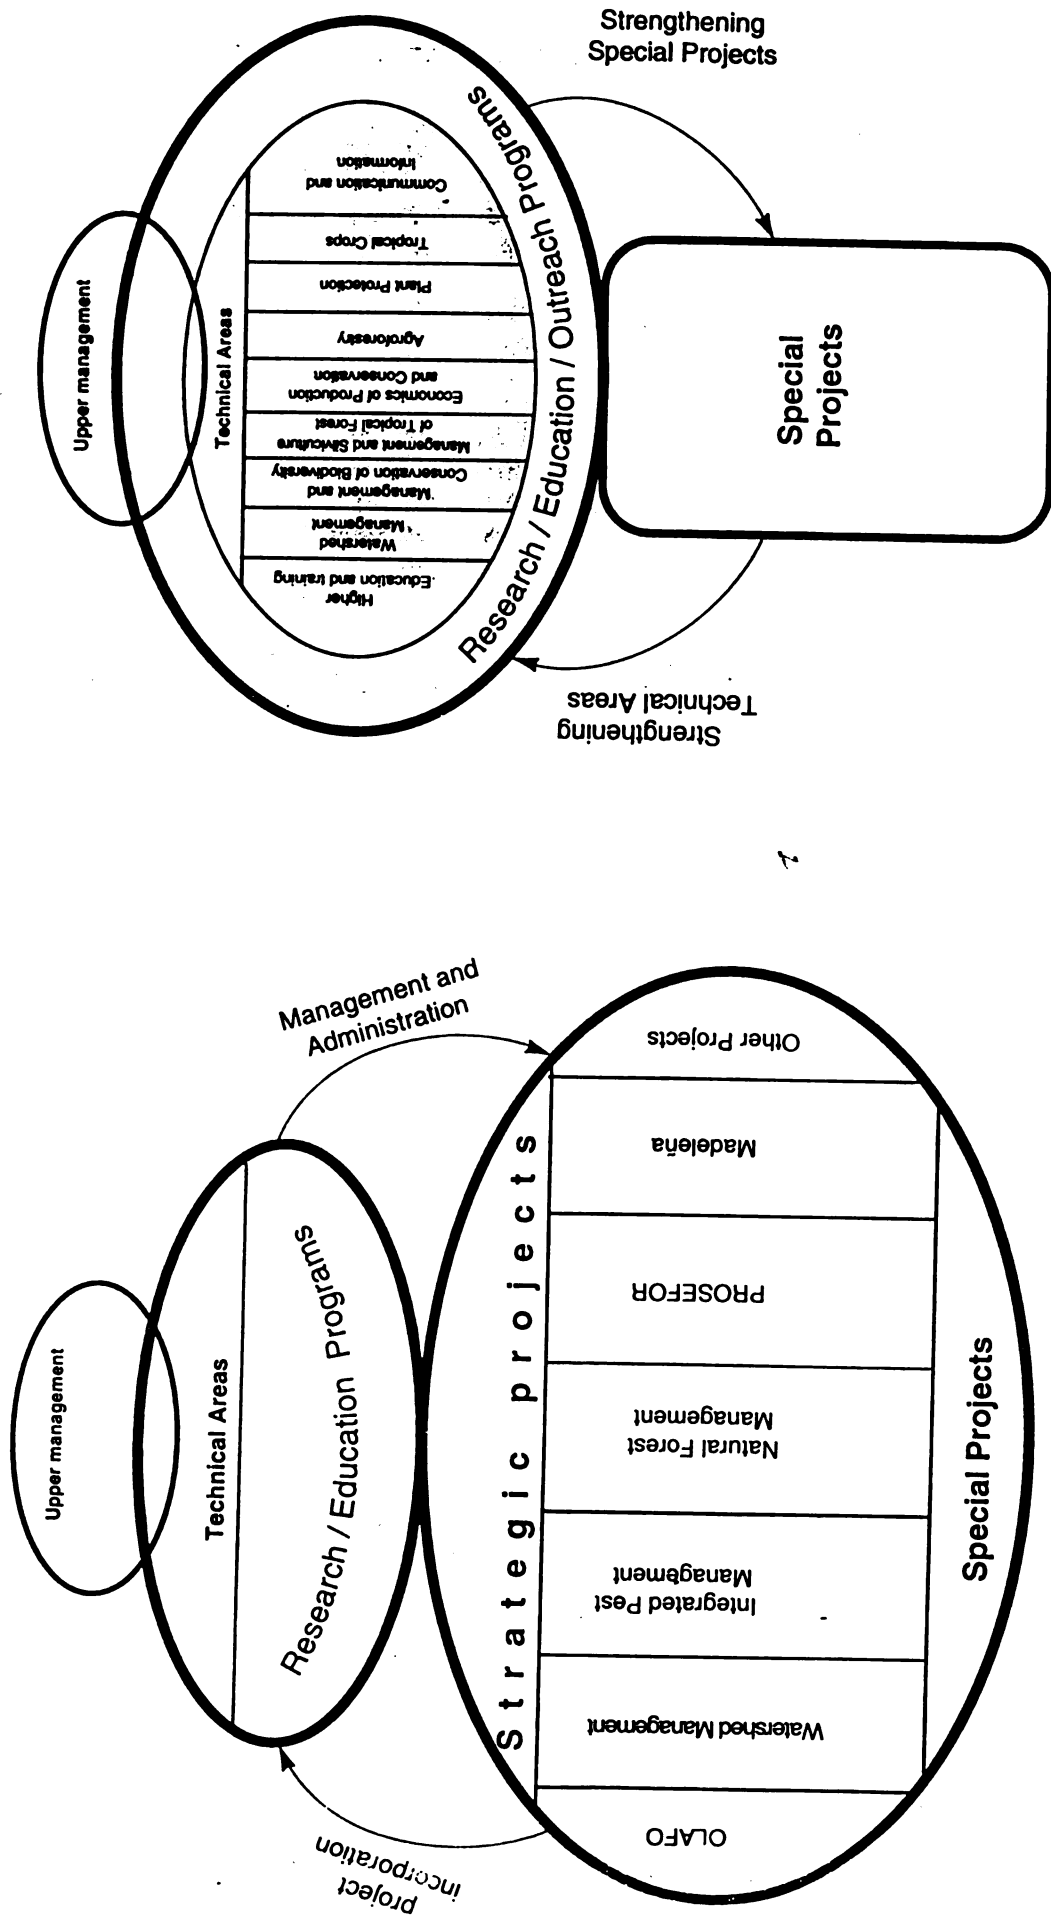 Upper management
Technical Areas
Research / Education Programs
project
incorporation
Management and
Administration
Strategic projects
OLAFO
Watershed Management
Integrated Pest
Management
Natural Forest
Management
PROSEFOR
Madeleña
Other Projects
Special Projects
Upper management
Technical Areas
Higher
Education and training
Watershed
Management
Management and
Conservation of Biodiversity
Management and Silviculture
of Tropical Forest
Economics of Production
and Conservation
Agroforestry
Plant Protection
Tropical Crops
Communication and
Information
Research / Education / Outreach Programs
Strengthening
Technical Areas
Strengthening
Special Projects
Special
Projects